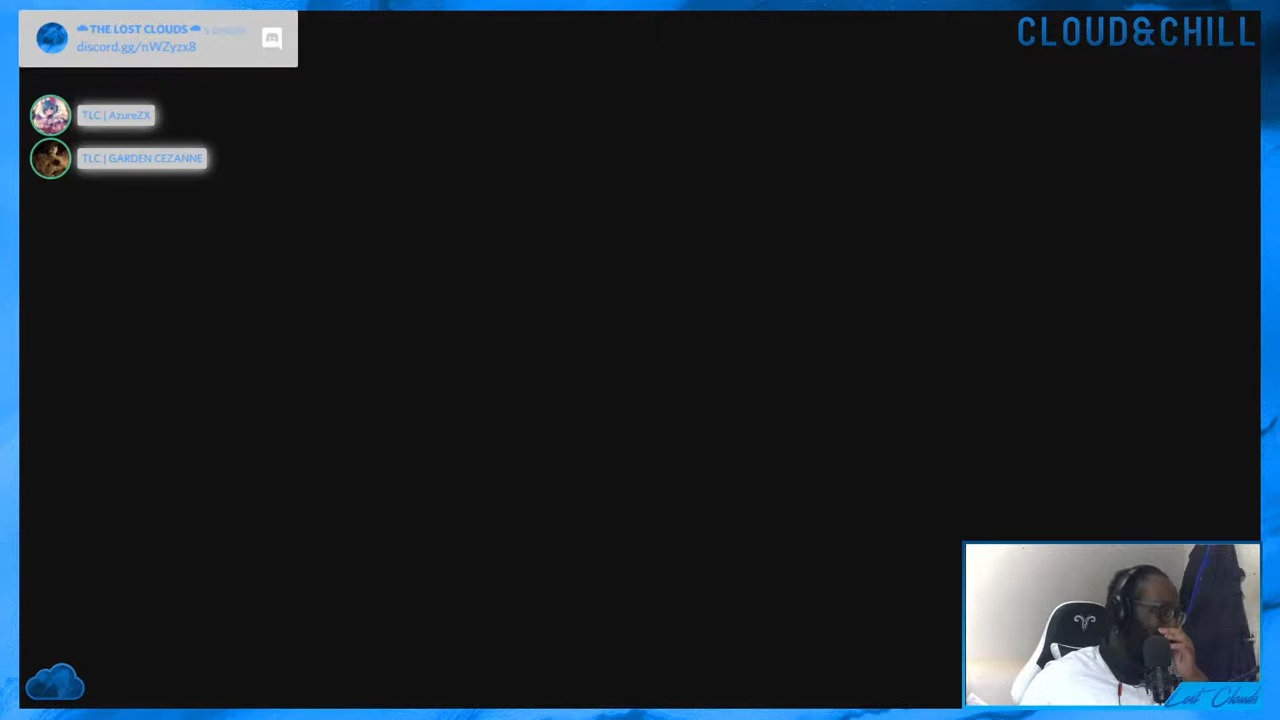 THE LOST CLOUDS
discord.gg/nWZyzx8
CLOUD&CHILL
TLC | AzureZX
TLC | GARDEN CEZANNE
Lost Clouds